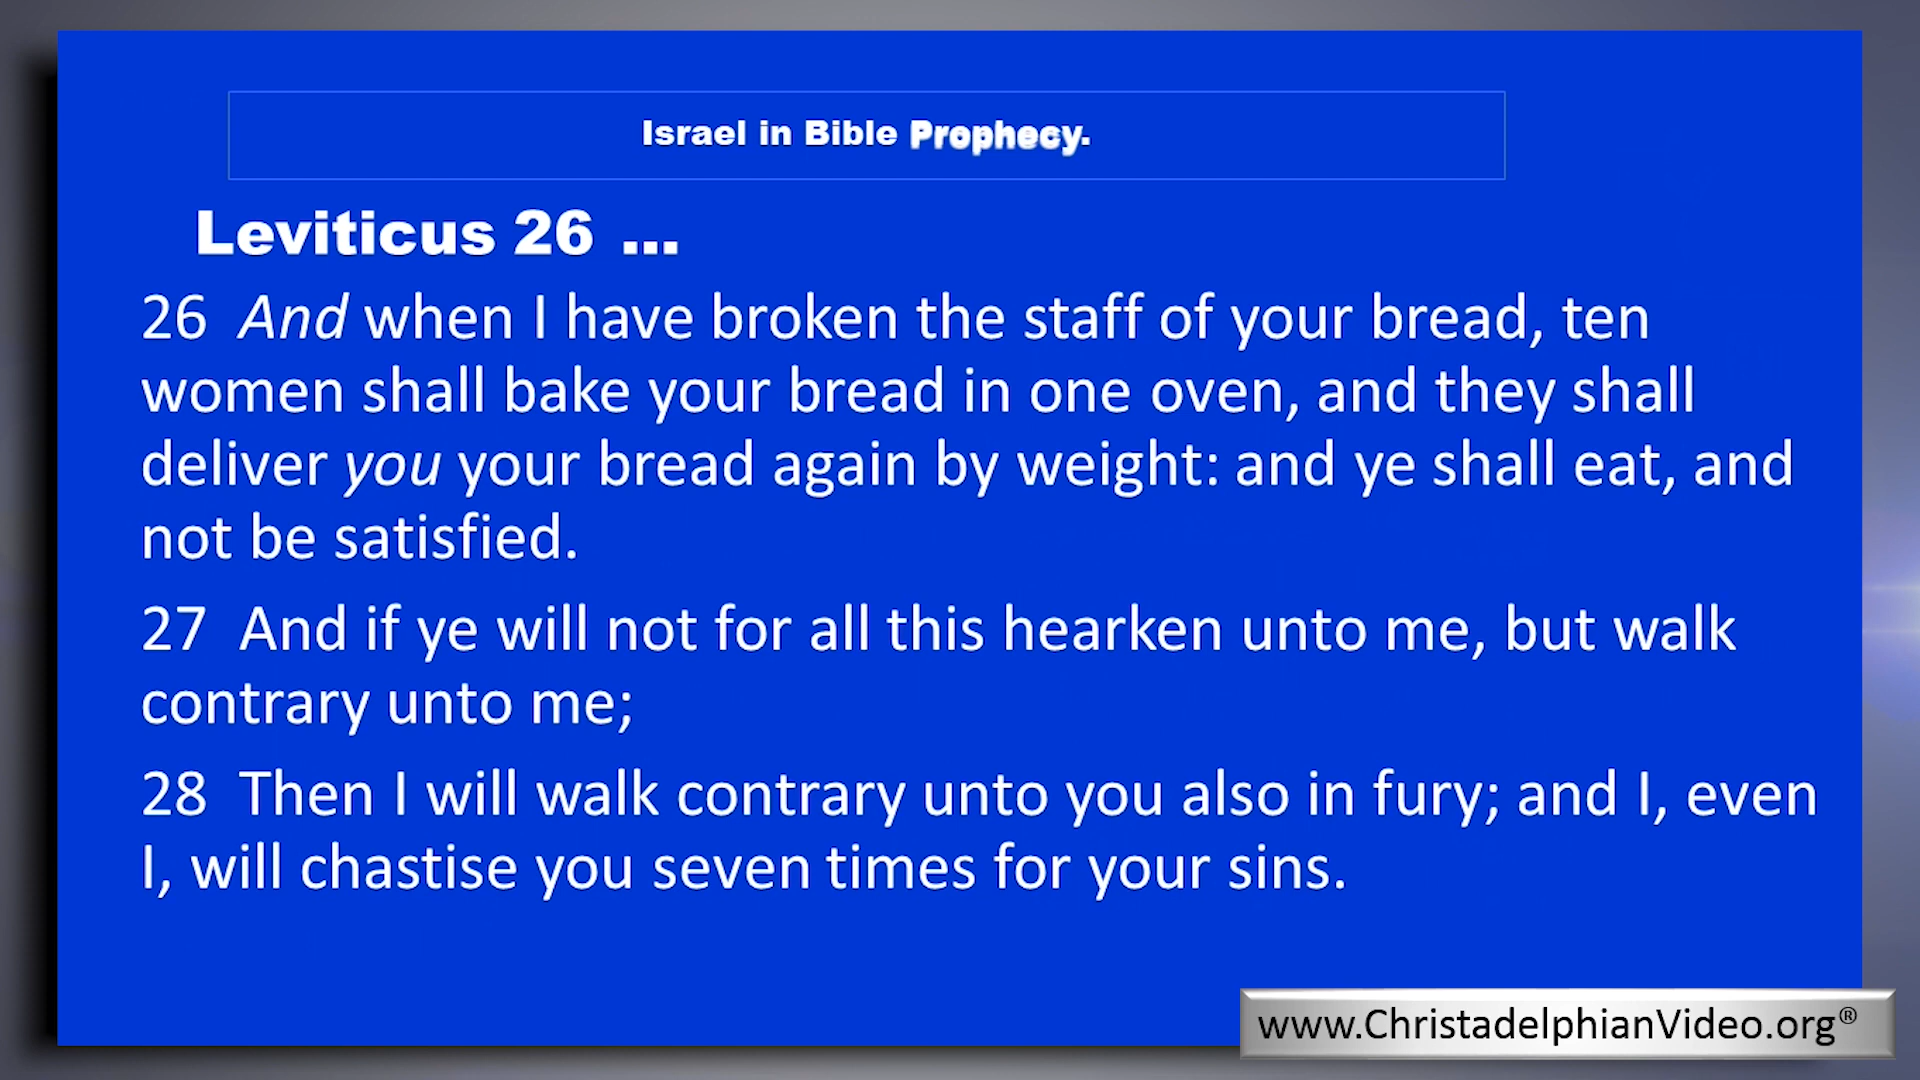 Israel in Bible Prophecy.
Leviticus 26 ...
26 And when I have broken the staff of your bread, ten
women shall bake your bread in one oven, and they shall
deliver you your bread again by weight: and ye shall eat, and
not be satisfied.
27 And if ye will not for all this hearken unto me, but walk
contrary unto me;
28 Then I will walk contrary unto you also in fury; and I, even
I, will chastise you seven times for your sins.
www.ChristadelphianVideo.org®